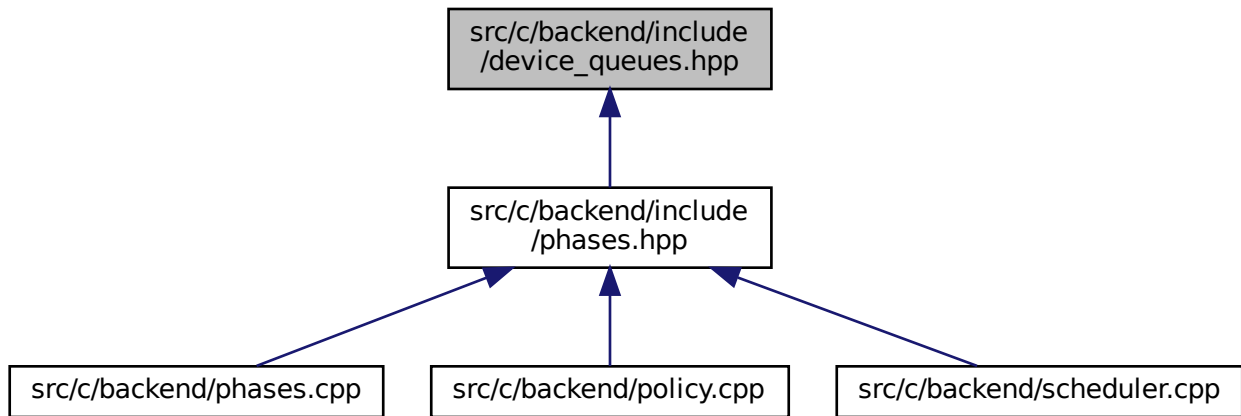 src/c/backend/include
/device_queues.hpp
src/c/backend/include
/phases.hpp
src/c/backend/phases.cpp
src/c/backend/policy.cpp
src/c/backend/scheduler.cpp